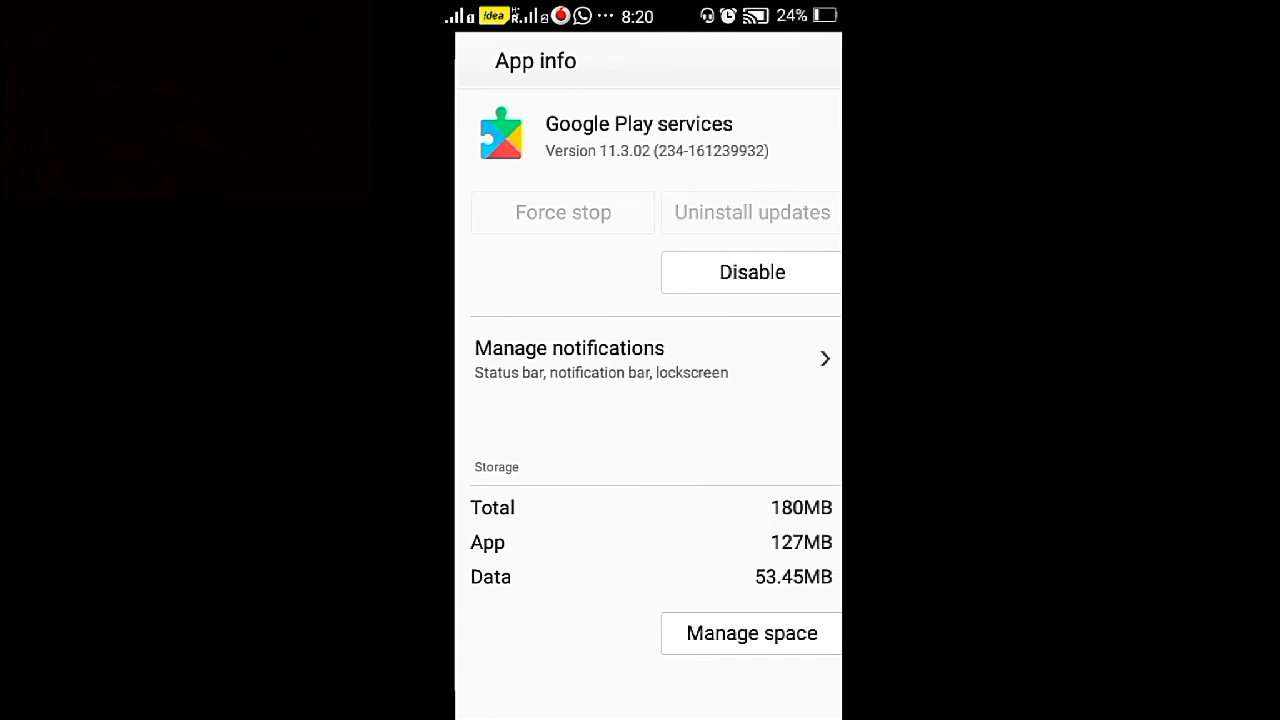 idea 8:20 24%
App info
Google Play services
Version 11.3.02 (234-161239932)
Force stop Uninstall updates
Disable
Manage notifications
Status bar, notification bar, lockscreen
Storage
Total 180MB
App 127MB
Data 53.45MB
Manage space